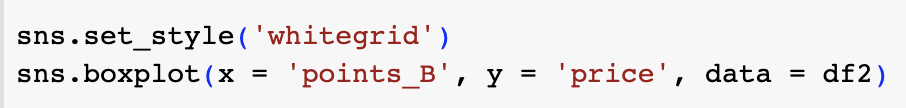 sns.set_style('whitegrid')
sns.boxplot(x = 'points_B', y = 'price', data = df2)